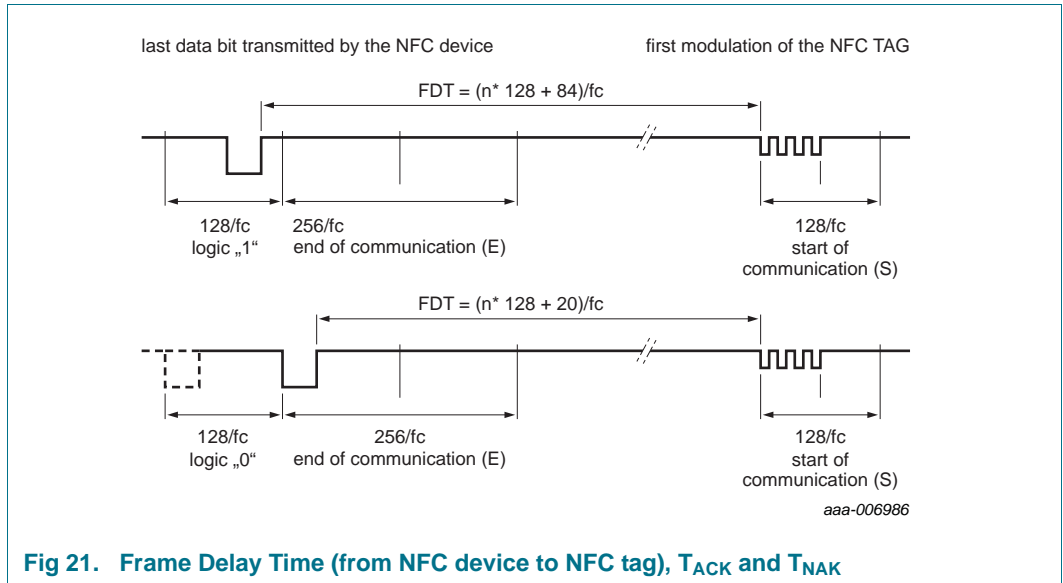 last data bit transmitted by the NFC device
first modulation of the NFC TAG
FDT = (n* 128 + 84)/fc
128/fc
logic „1“
256/fc
end of communication (E)
128/fc
start of
communication (S)
FDT = (n* 128 + 20)/fc
128/fc
logic „0“
256/fc
end of communication (E)
128/fc
start of
communication (S)
aaa-006986
Fig 21. Frame Delay Time (from NFC device to NFC tag), TACK and TNAK